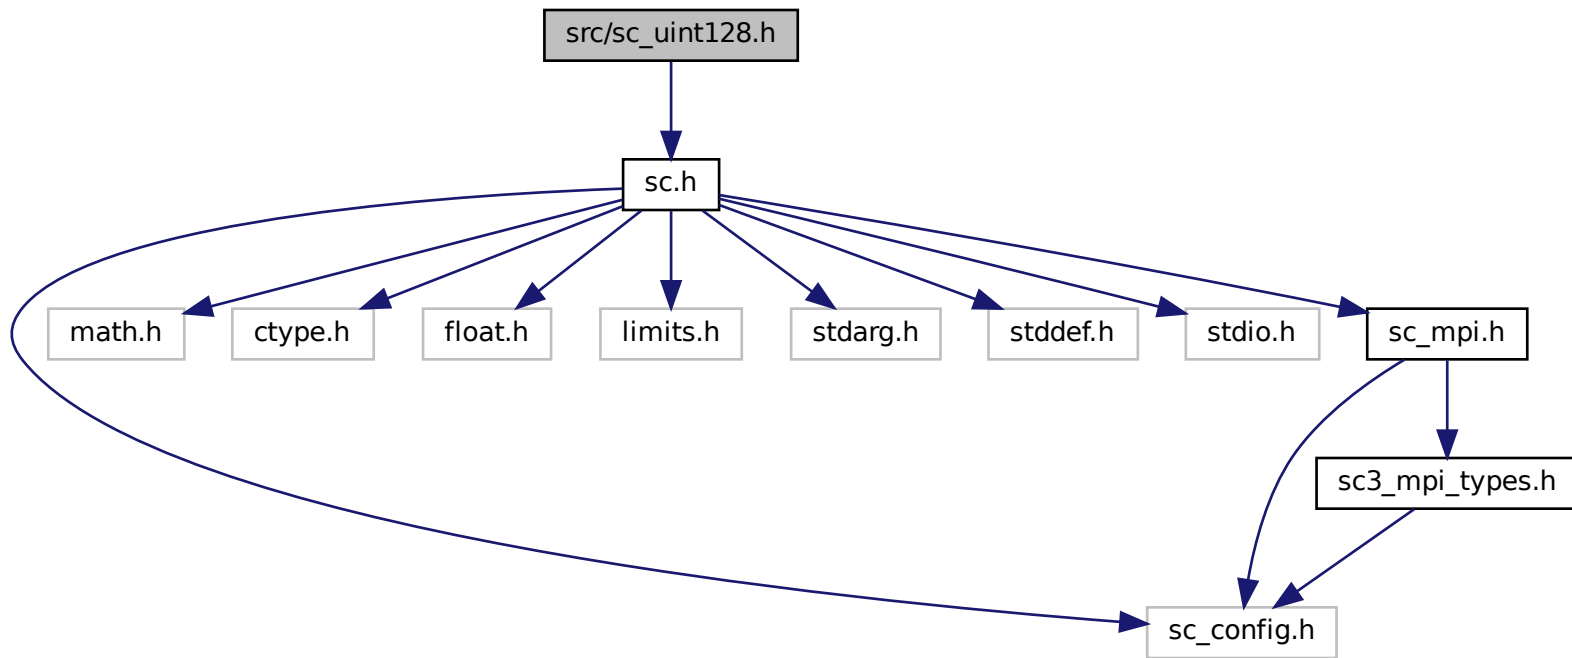 src/sc_uint128.h
sc.h
math.h
ctype.h
float.h
limits.h
stdarg.h
stddef.h
stdio.h
sc_mpi.h
sc3_mpi_types.h
sc_config.h